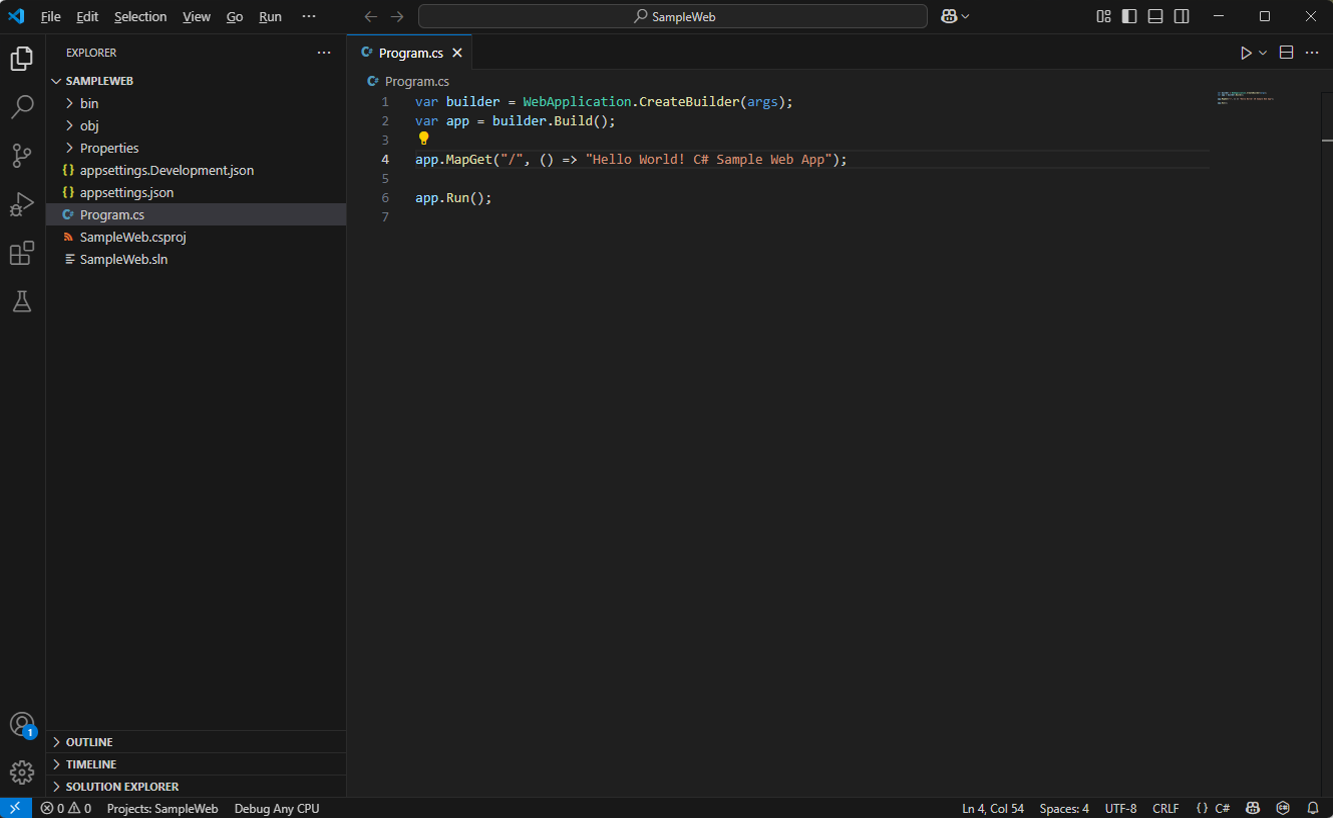 File Edit Selection View Go Run ··· SampleWeb
EXPLORER ···
SAMPLEWEB
bin
obj
Properties
{} appsettings.Development.json
{} appsettings.json
C# Program.cs
SampleWeb.csproj
SampleWeb.sln
OUTLINE
TIMELINE
SOLUTION EXPLORER
1
C# Program.cs
C# Program.cs
1 var builder = WebApplication.CreateBuilder(args);
2 var app = builder.Build();
3
4 app.MapGet("/", () => "Hello World! C# Sample Web App");
5
6 app.Run();
7
0 0 Projects: SampleWeb Debug Any CPU Ln 4, Col 54 Spaces: 4 UTF-8 CRLF {} C#